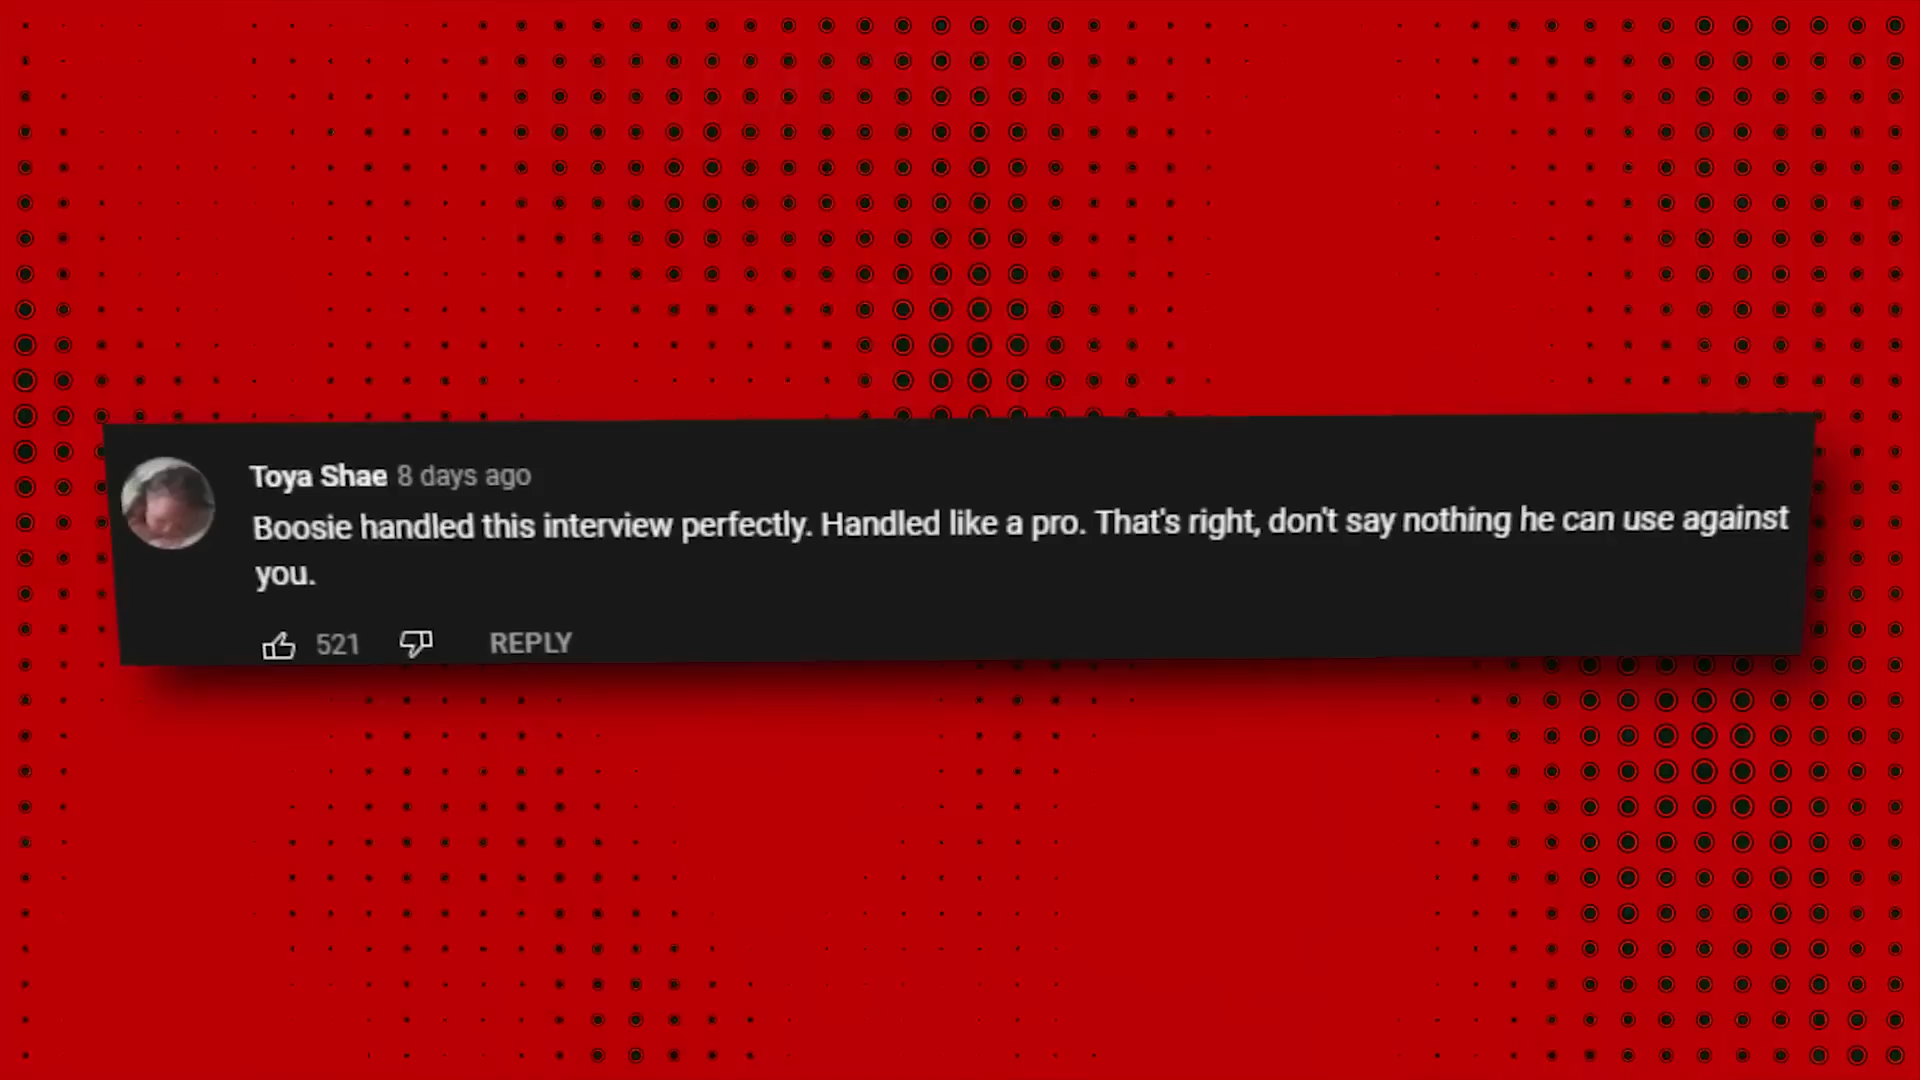 Toya Shae 8 days ago
Boosie handled this interview perfectly. Handled like a pro. That's right, don't say nothing he can use against
you.
521 REPLY